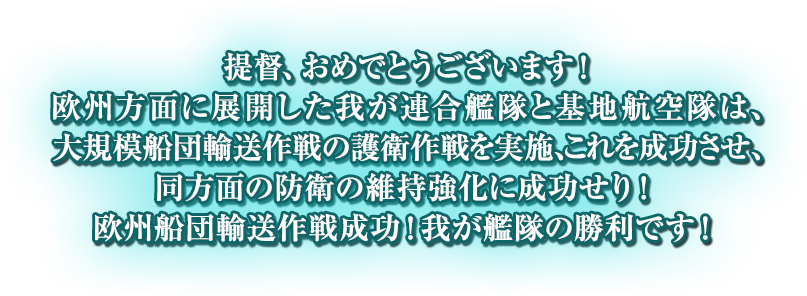 提督、おめでとうございます！
欧州方面に展開した我が連合艦隊と基地航空隊は、
大規模船団輸送作戦の護衛作戦を実施、これを成功させ、
同方面の防衛の維持強化に成功せり！
欧州船団輸送作戦成功！我が艦隊の勝利です！